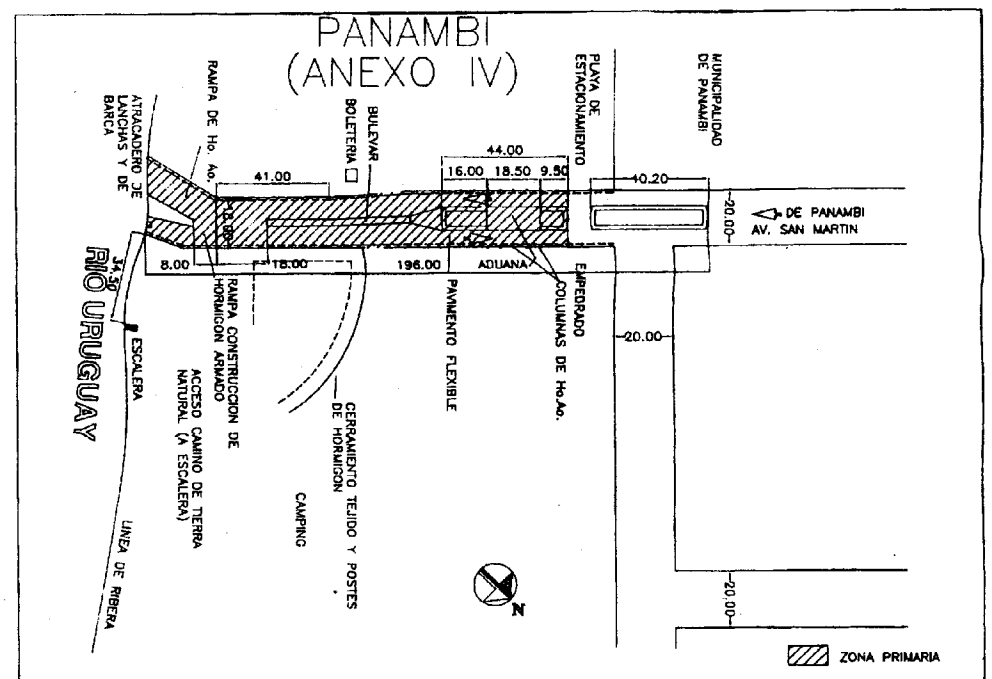 PANAMBI
(ANEXO IV)
MUNICIPALIDAD
DE PANAMBI
PLAYA DE
ESTACIONAMIENTO
BULEVAR
BOLETERIA
RAMPA DE Ho. Ao.
ATRACADERO DE
LANCHAS Y DE
BARCA
44.00
16.00
18.50
9.50
41.00
40.20
20.00
DE PANAMBI
AV. SAN MARTIN
8.00
18.00
196.00
ADUANA
34.50
RIO URUGUAY
ESCALERA
RAMPA CONSTRUCCION DE
HORMIGON ARMADO
ACCESO CAMINO DE TIERRA
NATURAL (A ESCALERA)
PAVIMENTO FLEXIBLE
EMPEDRADO
COLUMNAS DE Ho.Ao.
20.00
CERRAMIENTO TEJIDO Y POSTES
DE HORMIGON
CAMPING
LINEA DE RIBERA
N
20.00
ZONA PRIMARIA